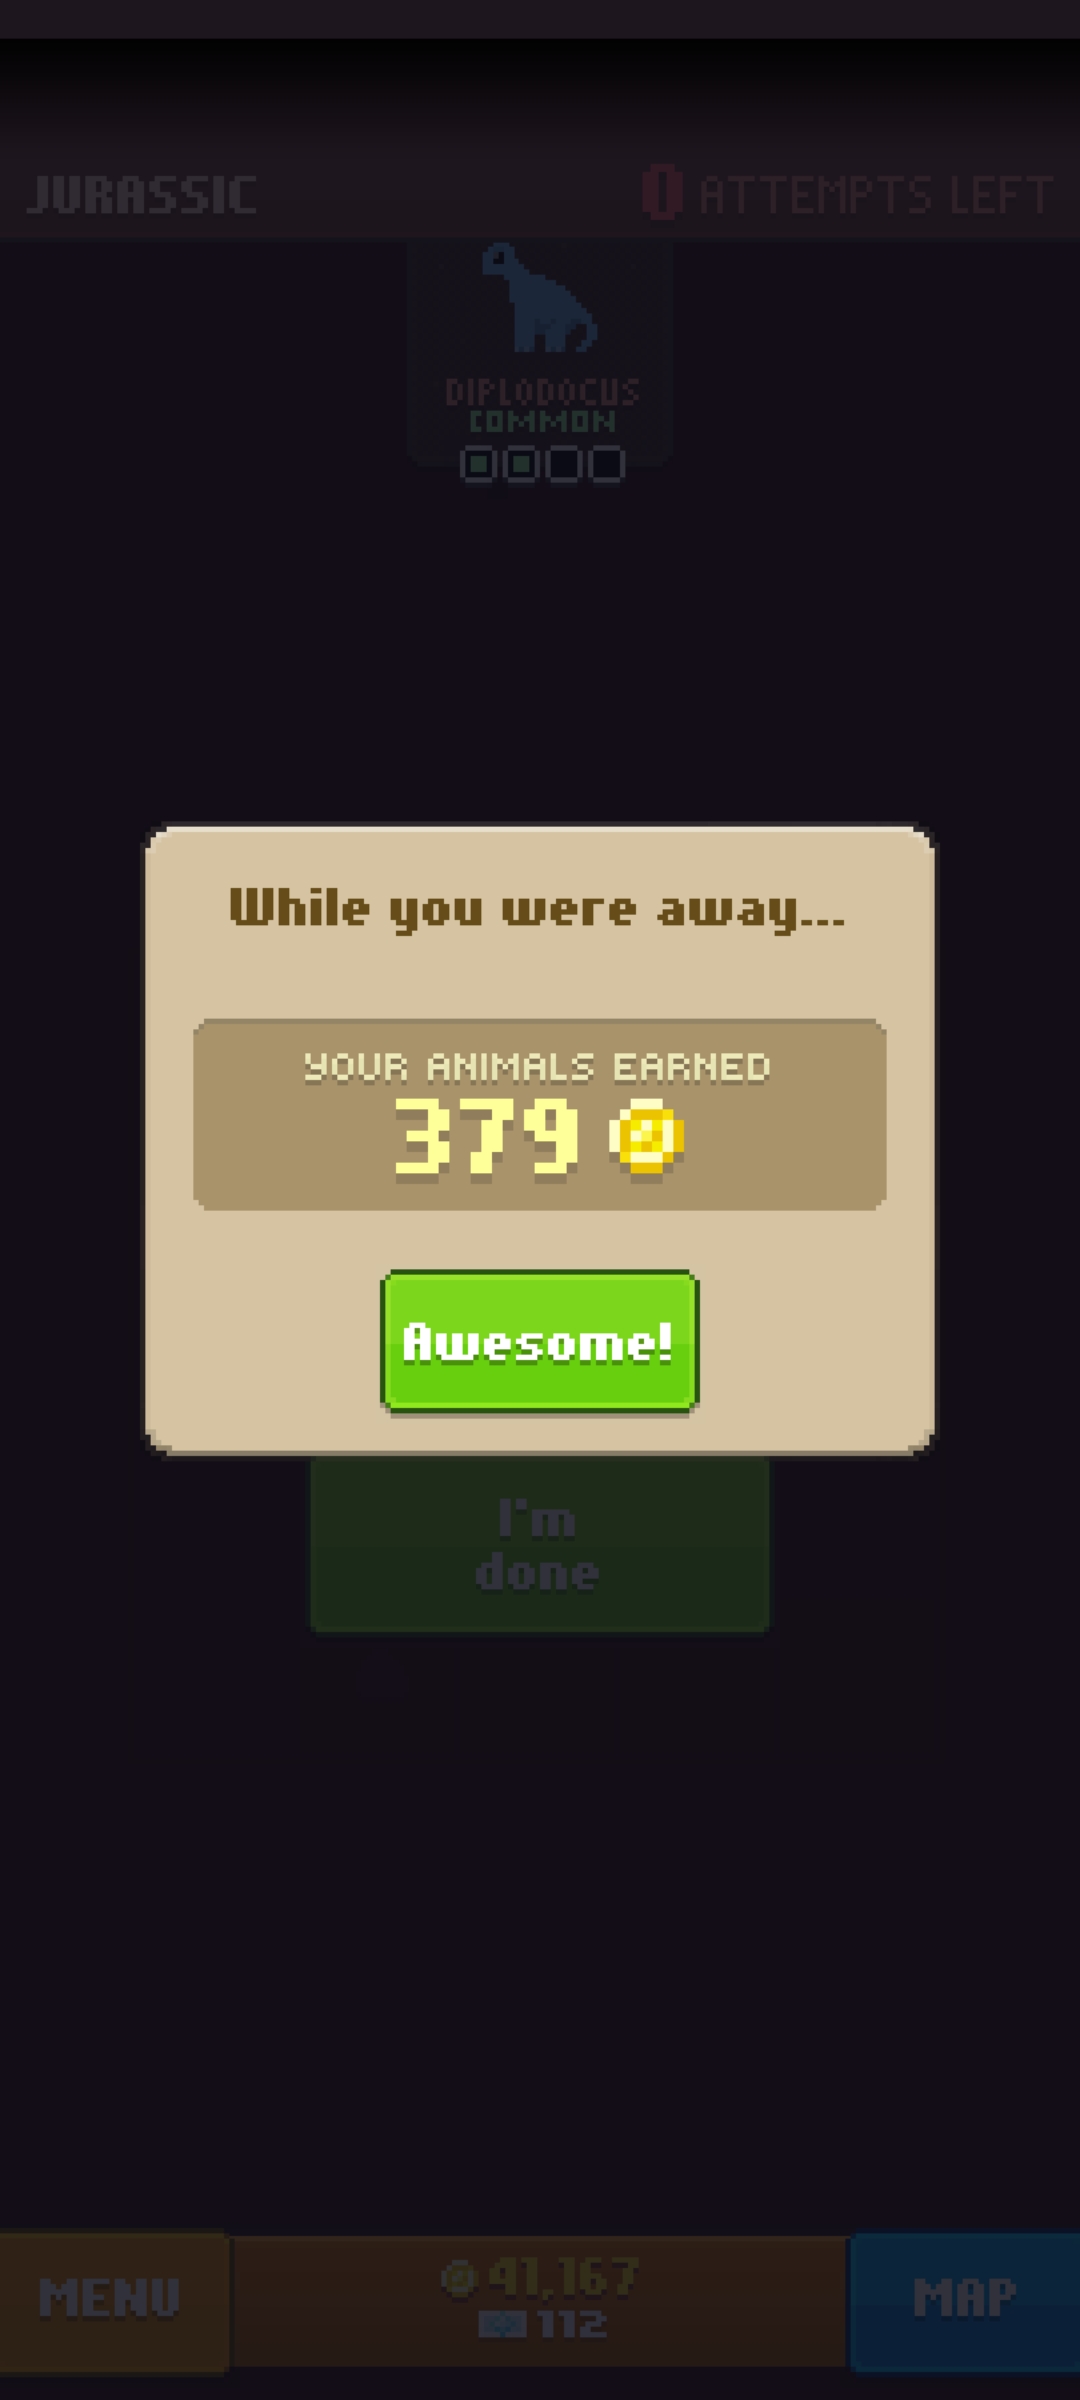 JURASSIC
0 ATTEMPTS LEFT
DIPLODOCUS
COMMON
While you were away...
YOUR ANIMALS EARNED
379
Awesome!
I'm
done
MENU
41,167
112
MAP